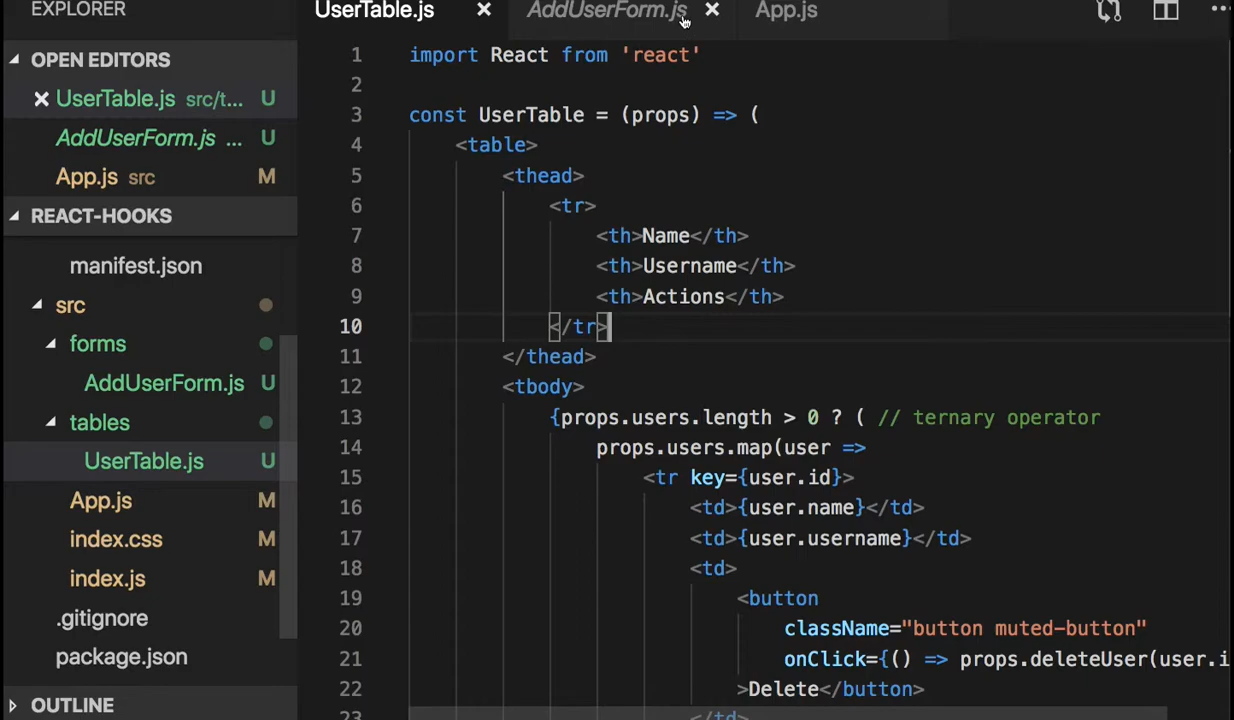 EXPLORER
OPEN EDITORS
UserTable.js src/t... U
AddUserForm.js ... U
App.js src M
REACT-HOOKS
manifest.json
src
forms
AddUserForm.js U
tables
UserTable.js U
App.js M
index.css M
index.js M
.gitignore
package.json
OUTLINE
UserTable.js AddUserForm.js App.js
1 import React from 'react'
2
3 const UserTable = (props) => (
4 <table>
5 <thead>
6 <tr>
7 <th>Name</th>
8 <th>Username</th>
9 <th>Actions</th>
10 </tr>
11 </thead>
12 <tbody>
13 {props.users.length > 0 ? ( // ternary operator
14 props.users.map(user =>
15 <tr key={user.id}>
16 <td>{user.name}</td>
17 <td>{user.username}</td>
18 <td>
19 <button
20 className="button muted-button"
21 onClick={() => props.deleteUser(user.i
22 >Delete</button>
23 </td>